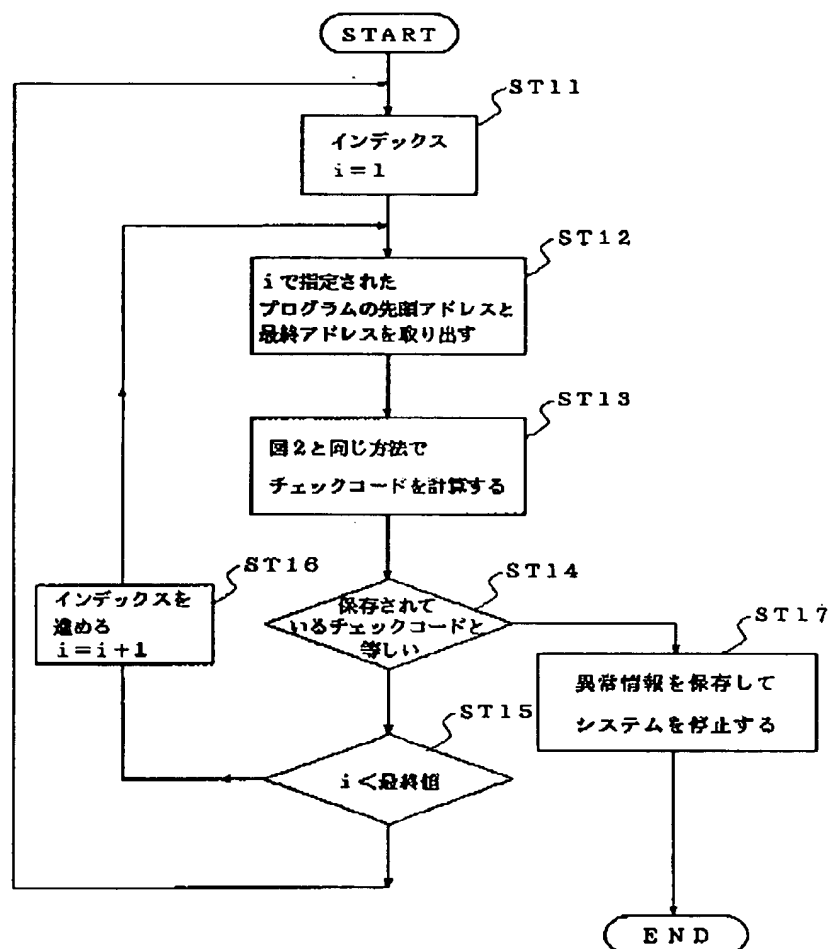 START
ST11
インデックス
i=1
ST12
iで指定された
プログラムの先頭アドレスと
最終アドレスを取り出す
ST13
図2と同じ方法で
チェックコードを計算する
ST14
保存されて
いるチェックコードと
等しい
ST16
インデックスを
進める
i=i+1
ST17
異常情報を保存して
システムを停止する
ST15
i<最終値
END